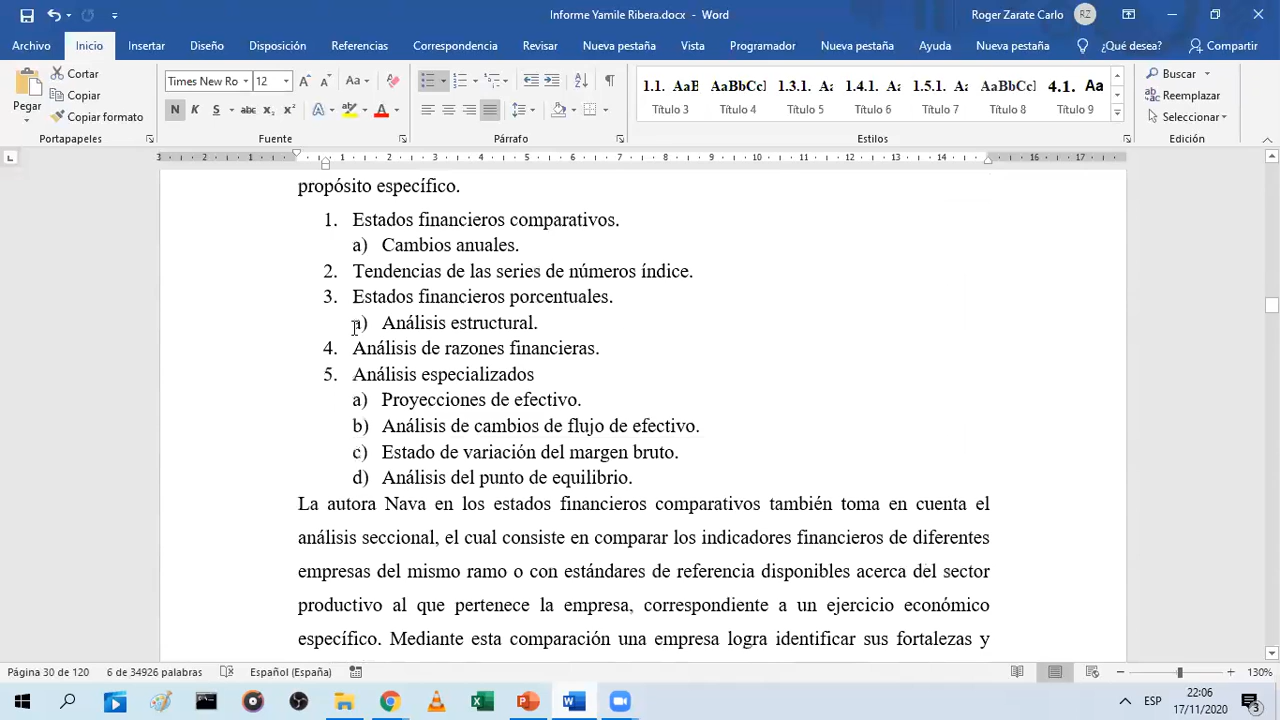 Informe Yamile Ribera.docx - Word
Roger Zarate Carlo
RZ
Archivo
Inicio
Insertar
Diseño
Disposición
Referencias
Correspondencia
Revisar
Nueva pestaña
Vista
Programador
Nueva pestaña
Ayuda
Nueva pestaña
¿Qué desea?
Compartir
Pegar
Cortar
Copiar
Copiar formato
Portapapeles
Times New Ro
12
Fuente
Párrafo
1.1. AaB
Título 3
AaBbCcI
Título 4
1.3.1. Az
Título 5
1.4.1. Az
Título 6
1.5.1. Az
Título 7
AaBbCcI
Título 8
4.1. Aa
Título 9
Estilos
Buscar
Reemplazar
Seleccionar
Edición
propósito específico.
1. Estados financieros comparativos.
a) Cambios anuales.
2. Tendencias de las series de números índice.
3. Estados financieros porcentuales.
a) Análisis estructural.
4. Análisis de razones financieras.
5. Análisis especializados
a) Proyecciones de efectivo.
b) Análisis de cambios de flujo de efectivo.
c) Estado de variación del margen bruto.
d) Análisis del punto de equilibrio.
La autora Nava en los estados financieros comparativos también toma en cuenta el
análisis seccional, el cual consiste en comparar los indicadores financieros de diferentes
empresas del mismo ramo o con estándares de referencia disponibles acerca del sector
productivo al que pertenece la empresa, correspondiente a un ejercicio económico
específico. Mediante esta comparación una empresa logra identificar sus fortalezas y
Página 30 de 120
6 de 34926 palabras
Español (España)
130%
ESP
22:06
17/11/2020
3